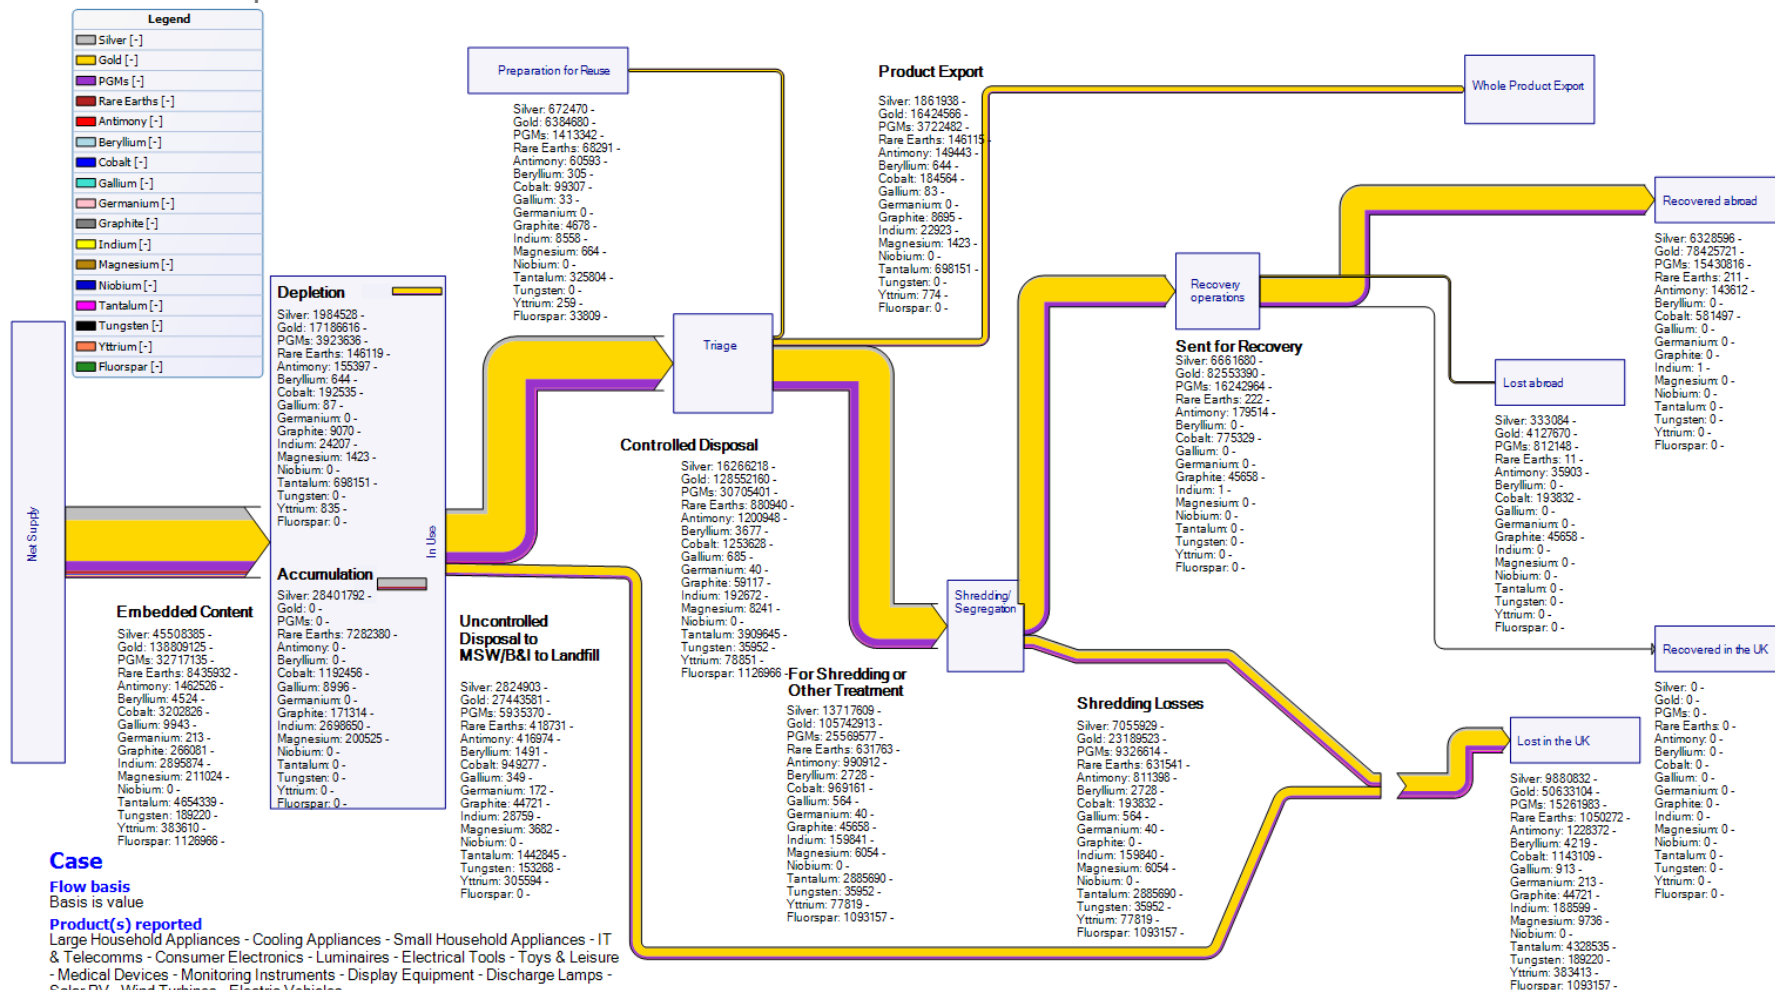 Legend
Silver [-]
Gold [-]
PGMs [-]
Rare Earths [-]
Antimony [-]
Beryllium [-]
Cobalt [-]
Gallium [-]
Germanium [-]
Graphite [-]
Indium [-]
Magnesium [-]
Niobium [-]
Tantalum [-]
Tungsten [-]
Yttrium [-]
Fluorspar [-]
Net Supply
Embedded Content
Silver: 45508385 -
Gold: 138809125 -
PGMs: 32717135 -
Rare Earths: 8435932 -
Antimony: 1462526 -
Beryllium: 4524 -
Cobalt: 3202826 -
Gallium: 9943 -
Germanium: 213 -
Graphite: 266081 -
Indium: 2895874 -
Magnesium: 211024 -
Niobium: 0 -
Tantalum: 4654339 -
Tungsten: 189220 -
Yttrium: 383610 -
Fluorspar: 1126966 -
Depletion
Silver: 1984528 -
Gold: 17186616 -
PGMs: 3923636 -
Rare Earths: 146119 -
Antimony: 155397 -
Beryllium: 644 -
Cobalt: 192535 -
Gallium: 87 -
Germanium: 0 -
Graphite: 9070 -
Indium: 24207 -
Magnesium: 1423 -
Niobium: 0 -
Tantalum: 698151 -
Tungsten: 0 -
Yttrium: 835 -
Fluorspar: 0 -
In Use
Accumulation
Silver: 28401792 -
Gold: 0 -
PGMs: 0 -
Rare Earths: 7282380 -
Antimony: 0 -
Beryllium: 0 -
Cobalt: 1192456 -
Gallium: 8996 -
Germanium: 0 -
Graphite: 171314 -
Indium: 2698650 -
Magnesium: 200525 -
Niobium: 0 -
Tantalum: 0 -
Tungsten: 0 -
Yttrium: 0 -
Fluorspar: 0 -
Preparation for Reuse
Silver: 672470 -
Gold: 6384680 -
PGMs: 1413342 -
Rare Earths: 68291 -
Antimony: 60593 -
Beryllium: 305 -
Cobalt: 99307 -
Gallium: 33 -
Germanium: 0 -
Graphite: 4678 -
Indium: 8558 -
Magnesium: 664 -
Niobium: 0 -
Tantalum: 325804 -
Tungsten: 0 -
Yttrium: 259 -
Fluorspar: 33809 -
Triage
Controlled Disposal
Silver: 16266218 -
Gold: 128552160 -
PGMs: 30705401 -
Rare Earths: 880940 -
Antimony: 1200948 -
Beryllium: 3677 -
Cobalt: 1253628 -
Gallium: 685 -
Germanium: 40 -
Graphite: 59117 -
Indium: 192672 -
Magnesium: 8241 -
Niobium: 0 -
Tantalum: 3909645 -
Tungsten: 35952 -
Yttrium: 78851 -
Fluorspar: 1126966 -
Uncontrolled
Disposal to
MSW/B&I to Landfill
Silver: 2824903 -
Gold: 27443581 -
PGMs: 5935370 -
Rare Earths: 418731 -
Antimony: 416974 -
Beryllium: 1491 -
Cobalt: 949277 -
Gallium: 349 -
Germanium: 172 -
Graphite: 44721 -
Indium: 28759 -
Magnesium: 3682 -
Niobium: 0 -
Tantalum: 1442845 -
Tungsten: 153268 -
Yttrium: 305594 -
Fluorspar: 0 -
Product Export
Silver: 1861938 -
Gold: 16424566 -
PGMs: 3722482 -
Rare Earths: 146115 -
Antimony: 149443 -
Beryllium: 644 -
Cobalt: 184564 -
Gallium: 83 -
Germanium: 0 -
Graphite: 8695 -
Indium: 22923 -
Magnesium: 1423 -
Niobium: 0 -
Tantalum: 698151 -
Tungsten: 0 -
Yttrium: 774 -
Fluorspar: 0 -
Whole Product Export
For Shredding or
Other Treatment
Silver: 13717609 -
Gold: 105742913 -
PGMs: 25569577 -
Rare Earths: 631763 -
Antimony: 990912 -
Beryllium: 2728 -
Cobalt: 969161 -
Gallium: 564 -
Germanium: 40 -
Graphite: 45658 -
Indium: 159841 -
Magnesium: 6054 -
Niobium: 0 -
Tantalum: 2885690 -
Tungsten: 35952 -
Yttrium: 77819 -
Fluorspar: 1093157 -
Shredding/
Segregation
Shredding Losses
Silver: 7055929 -
Gold: 23189523 -
PGMs: 9326614 -
Rare Earths: 631541 -
Antimony: 811398 -
Beryllium: 2728 -
Cobalt: 193832 -
Gallium: 564 -
Germanium: 40 -
Graphite: 0 -
Indium: 159840 -
Magnesium: 6054 -
Niobium: 0 -
Tantalum: 2885690 -
Tungsten: 35952 -
Yttrium: 77819 -
Fluorspar: 1093157 -
Recovery
operations
Sent for Recovery
Silver: 6661680 -
Gold: 82553390 -
PGMs: 16242964 -
Rare Earths: 222 -
Antimony: 179514 -
Beryllium: 0 -
Cobalt: 775329 -
Gallium: 0 -
Germanium: 0 -
Graphite: 45658 -
Indium: 1 -
Magnesium: 0 -
Niobium: 0 -
Tantalum: 0 -
Tungsten: 0 -
Yttrium: 0 -
Fluorspar: 0 -
Recovered abroad
Silver: 6328596 -
Gold: 78425721 -
PGMs: 15430816 -
Rare Earths: 211 -
Antimony: 143612 -
Beryllium: 0 -
Cobalt: 581497 -
Gallium: 0 -
Germanium: 0 -
Graphite: 0 -
Indium: 1 -
Magnesium: 0 -
Niobium: 0 -
Tantalum: 0 -
Tungsten: 0 -
Yttrium: 0 -
Fluorspar: 0 -
Lost abroad
Silver: 333084 -
Gold: 4127670 -
PGMs: 812148 -
Rare Earths: 11 -
Antimony: 35903 -
Beryllium: 0 -
Cobalt: 193832 -
Gallium: 0 -
Germanium: 0 -
Graphite: 45658 -
Indium: 0 -
Magnesium: 0 -
Niobium: 0 -
Tantalum: 0 -
Tungsten: 0 -
Yttrium: 0 -
Fluorspar: 0 -
Recovered in the UK
Silver: 0 -
Gold: 0 -
PGMs: 0 -
Rare Earths: 0 -
Antimony: 0 -
Beryllium: 0 -
Cobalt: 0 -
Gallium: 0 -
Germanium: 0 -
Graphite: 0 -
Indium: 0 -
Magnesium: 0 -
Niobium: 0 -
Tantalum: 0 -
Tungsten: 0 -
Yttrium: 0 -
Fluorspar: 0 -
Lost in the UK
Silver: 9880832 -
Gold: 50633104 -
PGMs: 15261983 -
Rare Earths: 1050272 -
Antimony: 1228372 -
Beryllium: 4219 -
Cobalt: 1143109 -
Gallium: 913 -
Germanium: 213 -
Graphite: 44721 -
Indium: 188599 -
Magnesium: 9736 -
Niobium: 0 -
Tantalum: 4328535 -
Tungsten: 189220 -
Yttrium: 383413 -
Fluorspar: 1093157 -
Case
Flow basis
Basis is value
Product(s) reported
Large Household Appliances - Cooling Appliances - Small Household Appliances - IT
& Telecomms - Consumer Electronics - Luminaires - Electrical Tools - Toys & Leisure
- Medical Devices - Monitoring Instruments - Display Equipment - Discharge Lamps -
Solar PV - Wind Turbines - Electric Vehicles